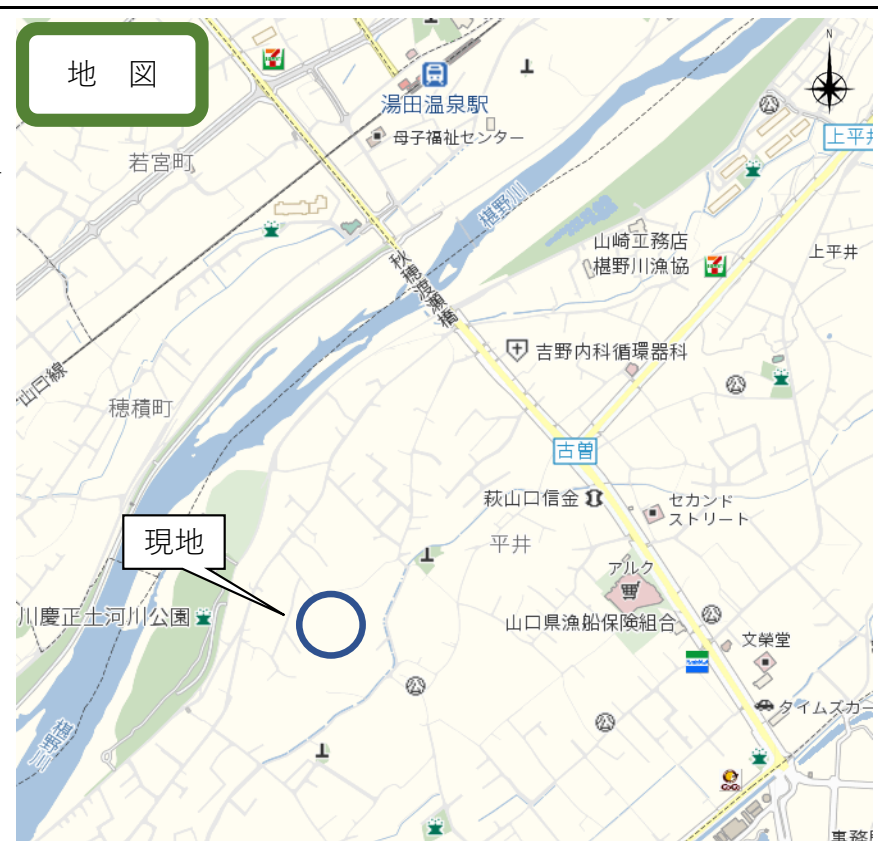 地 図
N
湯田温泉駅
母子福祉センター
若宮町
上平井
椹野川
山崎工務店
椹野川漁協
上平井
秋穂渡瀬橋
吉野内科循環器科
山口線
穂積町
古曽
萩山口信金
セカンド
ストリート
現地
平井
アルク
川慶正土河川公園
山口県漁船保険組合
文榮堂
タイムズカー
CoCo
事務